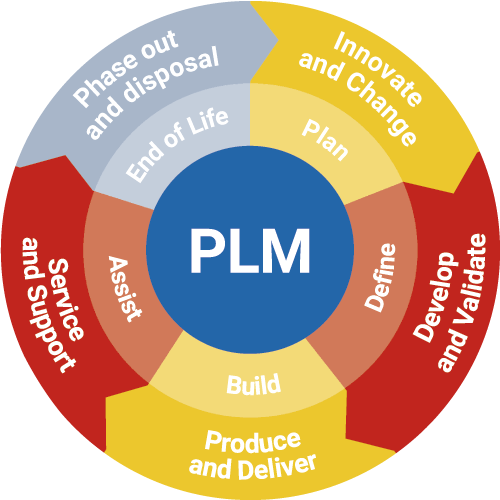 Innovate
and Change
Plan
Develop
and Validate
Define
Produce
and Deliver
Build
Service
and Support
Assist
Phase out
and disposal
End of Life
PLM